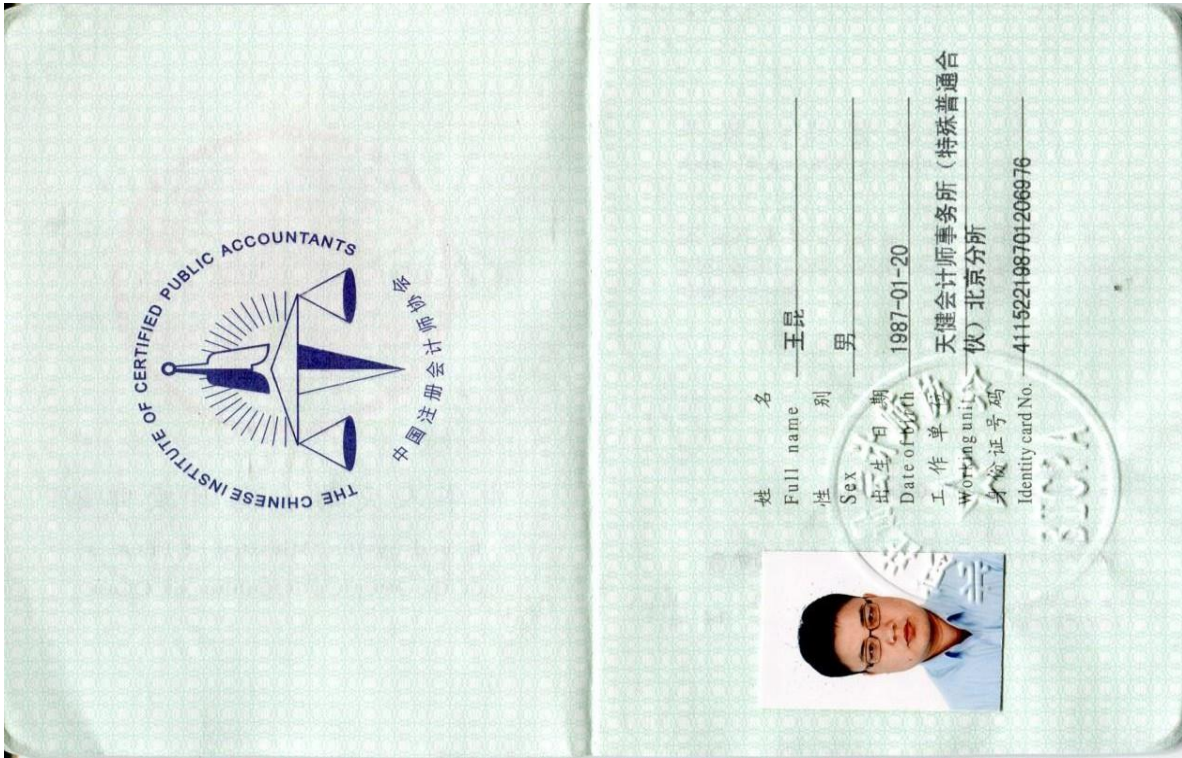 THE CHINESE INSTITUTE OF CERTIFIED PUBLIC ACCOUNTANTS
中国注册会计师协会
姓 名
Full name 王昆
性 别
Sex 男
出 生 日 期
Date of birth 1987-01-20
工 作 单 位
Working unit 天健会计师事务所（特殊普通合
伙）北京分所
身份证号码
Identity card No. 411522198701206976
BICPA